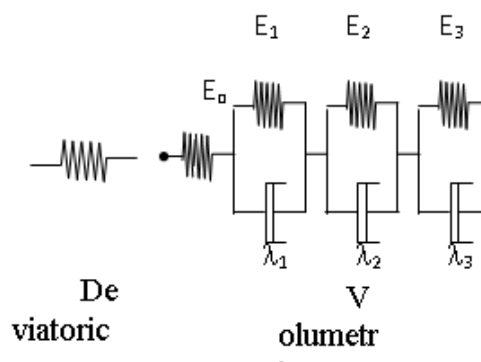 E₁ E₂ E₃
E₀
λ₁ λ₂ λ₃
De
viatoric
V
olumetr